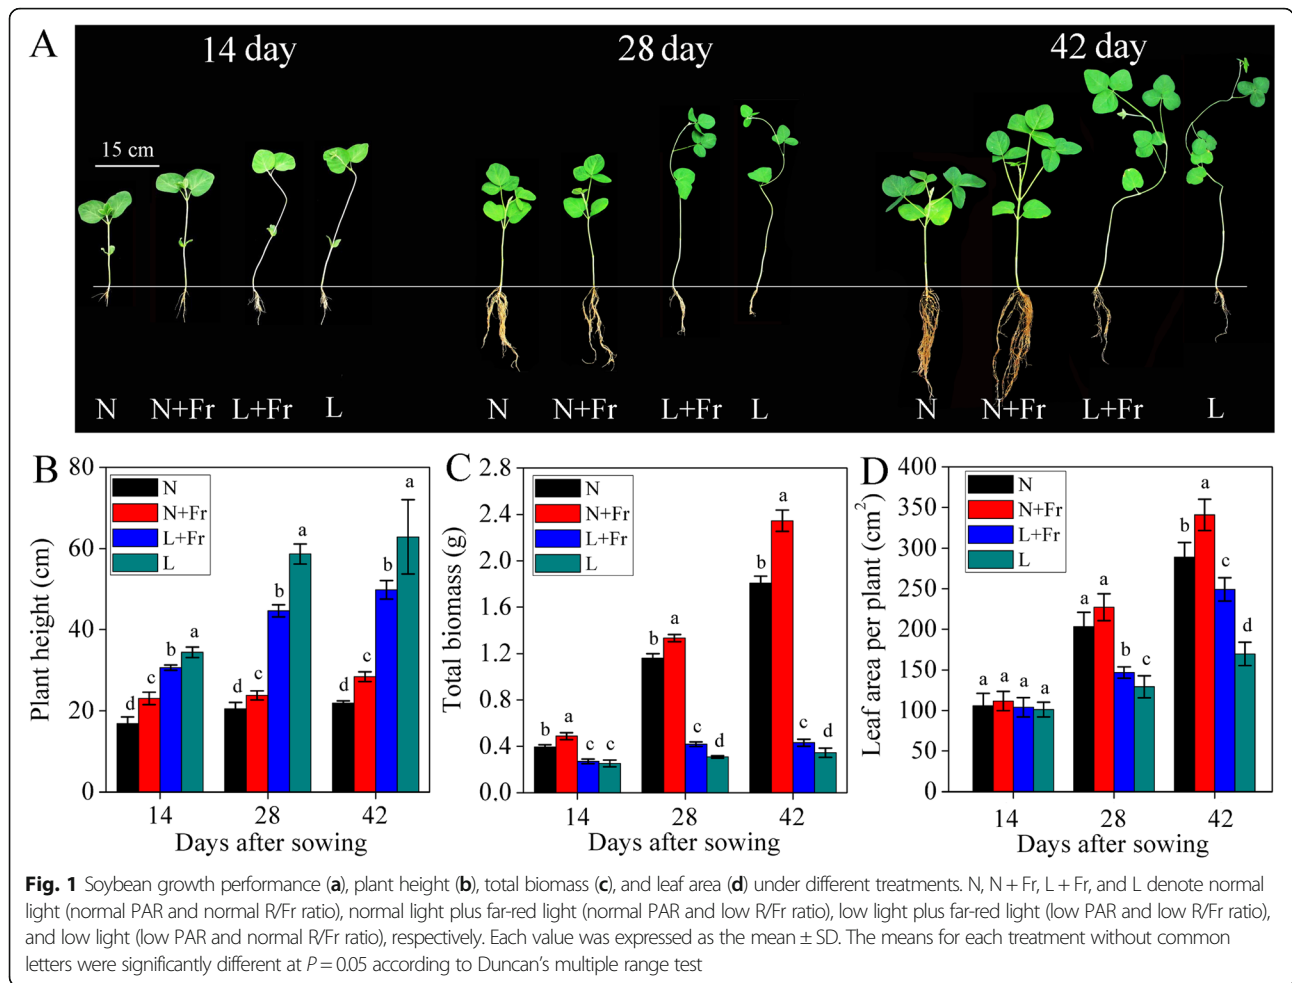 A
14 day
28 day
42 day
15 cm
N
N+Fr
L+Fr
L
N
N+Fr
L+Fr
L
N
N+Fr
L+Fr
L
B
Plant height (cm)
80
60
40
20
0
N
N+Fr
L+Fr
L
d
c
b
a
d
c
b
a
d
c
b
a
14
28
42
Days after sowing
C
Total biomass (g)
2.8
2.4
2.0
1.6
1.2
0.8
0.4
0.0
N
N+Fr
L+Fr
L
b
a
c
c
b
a
c
d
b
a
c
d
14
28
42
Days after sowing
D
Leaf area per plant (cm²)
400
350
300
250
200
150
100
50
0
N
N+Fr
L+Fr
L
a
a
a
a
a
a
b
c
b
a
c
d
14
28
42
Days after sowing
Fig. 1 Soybean growth performance (a), plant height (b), total biomass (c), and leaf area (d) under different treatments. N, N + Fr, L + Fr, and L denote normal
light (normal PAR and normal R/Fr ratio), normal light plus far-red light (normal PAR and low R/Fr ratio), low light plus far-red light (low PAR and low R/Fr ratio),
and low light (low PAR and normal R/Fr ratio), respectively. Each value was expressed as the mean ± SD. The means for each treatment without common
letters were significantly different at P = 0.05 according to Duncan's multiple range test